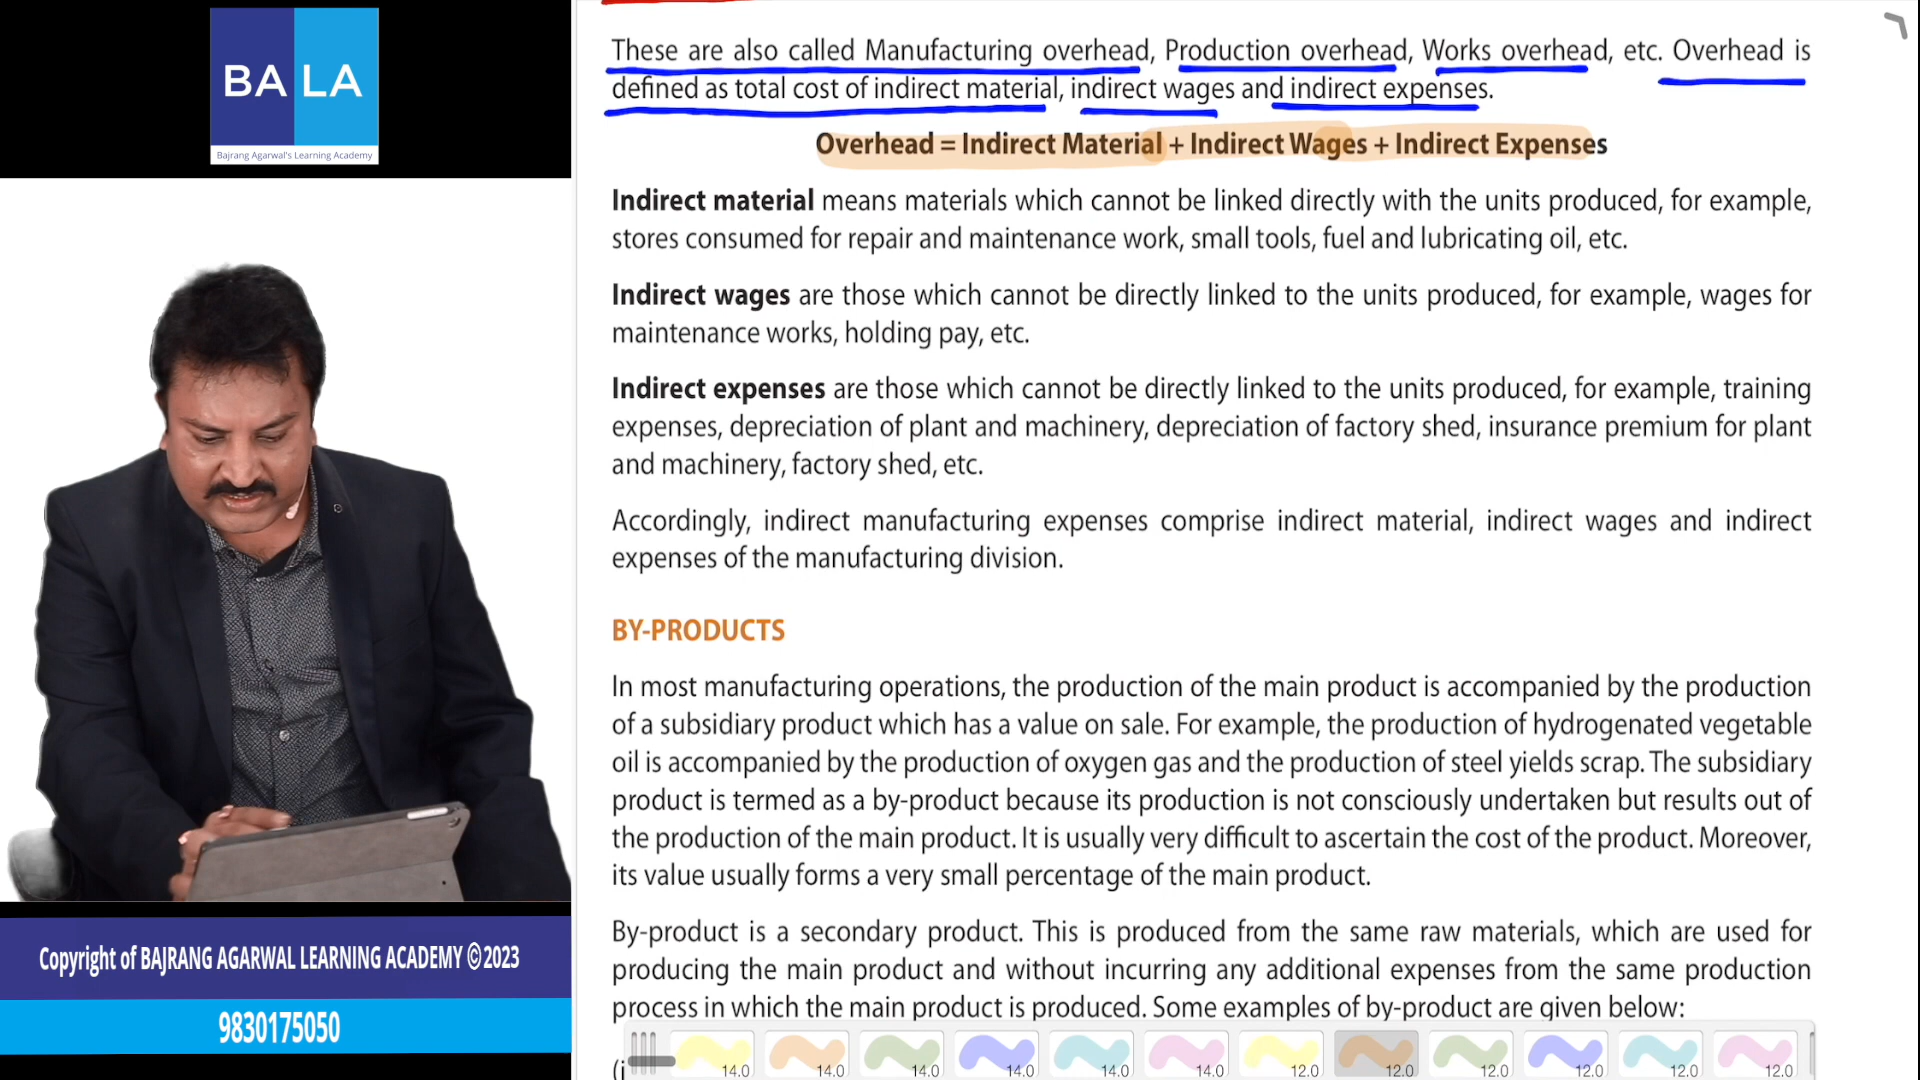 BA LA
Bajrang Agarwal's Learning Academy
These are also called Manufacturing overhead, Production overhead, Works overhead, etc. Overhead is
defined as total cost of indirect material, indirect wages and indirect expenses.
Overhead = Indirect Material + Indirect Wages + Indirect Expenses
Indirect material means materials which cannot be linked directly with the units produced, for example,
stores consumed for repair and maintenance work, small tools, fuel and lubricating oil, etc.
Indirect wages are those which cannot be directly linked to the units produced, for example, wages for
maintenance works, holding pay, etc.
Indirect expenses are those which cannot be directly linked to the units produced, for example, training
expenses, depreciation of plant and machinery, depreciation of factory shed, insurance premium for plant
and machinery, factory shed, etc.
Accordingly, indirect manufacturing expenses comprise indirect material, indirect wages and indirect
expenses of the manufacturing division.
BY-PRODUCTS
In most manufacturing operations, the production of the main product is accompanied by the production
of a subsidiary product which has a value on sale. For example, the production of hydrogenated vegetable
oil is accompanied by the production of oxygen gas and the production of steel yields scrap. The subsidiary
product is termed as a by-product because its production is not consciously undertaken but results out of
the production of the main product. It is usually very difficult to ascertain the cost of the product. Moreover,
its value usually forms a very small percentage of the main product.
By-product is a secondary product. This is produced from the same raw materials, which are used for
producing the main product and without incurring any additional expenses from the same production
process in which the main product is produced. Some examples of by-product are given below:
(i
14.0 14.0 14.0 14.0 14.0 14.0 12.0 12.0 12.0 12.0 12.0 12.0
Copyright of BAJRANG AGARWAL LEARNING ACADEMY ©2023
9830175050